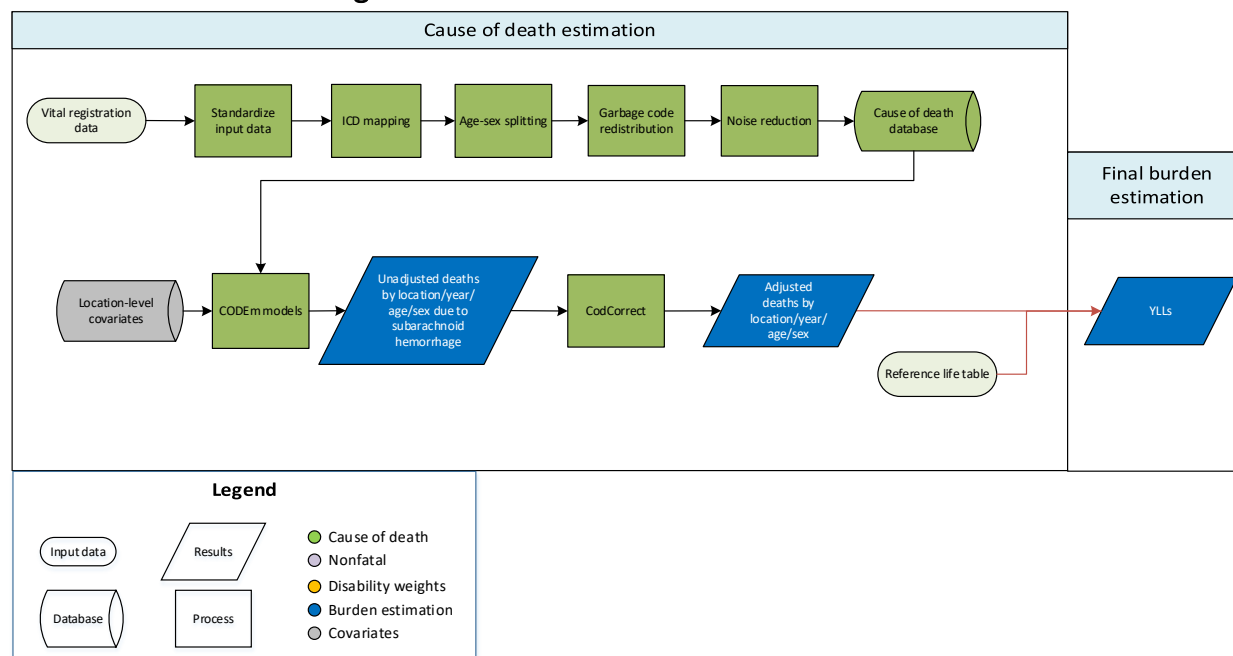 Cause of death estimation
Vital registration
data
Standardize
input data
ICD mapping
Age-sex splitting
Garbage code
redistribution
Noise reduction
Cause of death
database
Final burden
estimation
Location-level
covariates
CODEm models
Unadjusted deaths
by location/year/
age/sex due to
subarachnoid
hemorrhage
CodCorrect
Adjusted
deaths by
location/year/
age/sex
YLLs
Reference life table
Legend
Input data
Results
Database
Process
Cause of death
Nonfatal
Disability weights
Burden estimation
Covariates